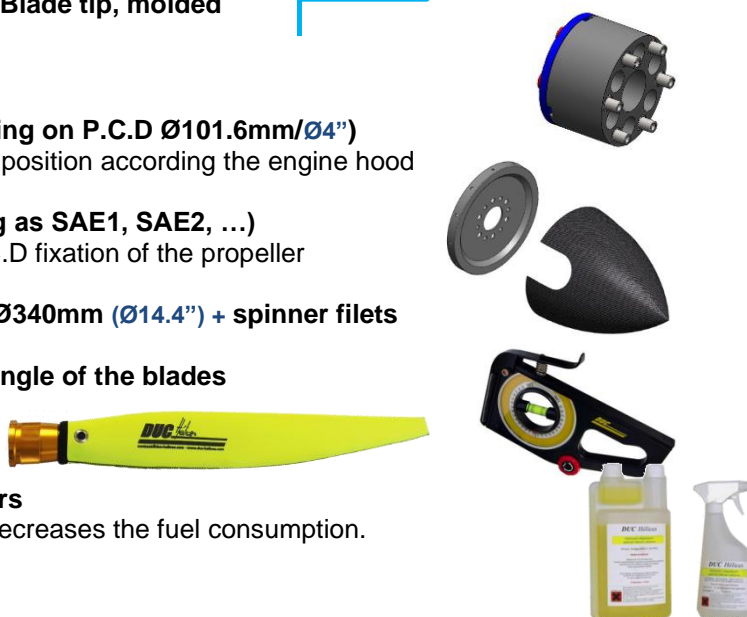 Blade tip, molded
ing on P.C.D Ø101.6mm/Ø4”)
position according the engine hood
g as SAE1, SAE2, …)
.D fixation of the propeller
Ø340mm (Ø14.4”) + spinner filets
ngle of the blades
DUC Hélices
rs
ecreases the fuel consumption.
DUC Hélices
DUC Hélices